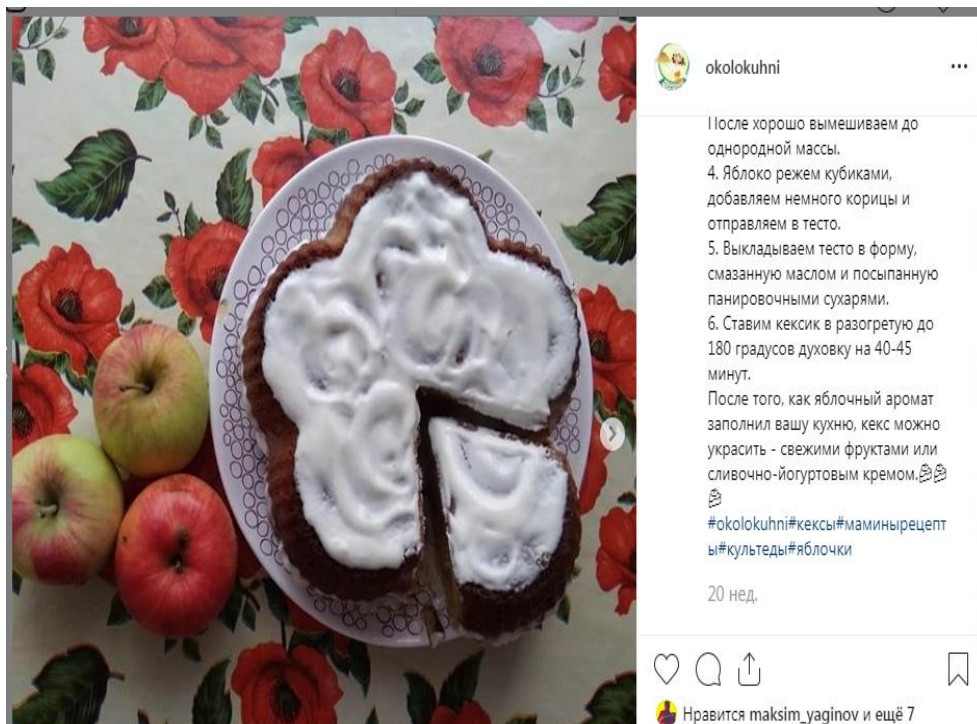 okolokuhni
После хорошо вымешиваем до
однородной массы.
4. Яблоко режем кубиками,
добавляем немного корицы и
отправляем в тесто.
5. Выкладываем тесто в форму,
смазанную маслом и посыпанную
панировочными сухарями.
6. Ставим кексик в разогретую до
180 градусов духовку на 40-45
минут.
После того, как яблочный аромат
заполнил вашу кухню, кекс можно
украсить - свежими фруктами или
сливочно-йогуртовым кремом.
#okolokuhni#кексы#маминырецепт
ы#культеды#яблочки
20 нед.
Нравится maksim_yaginov и ещё 7